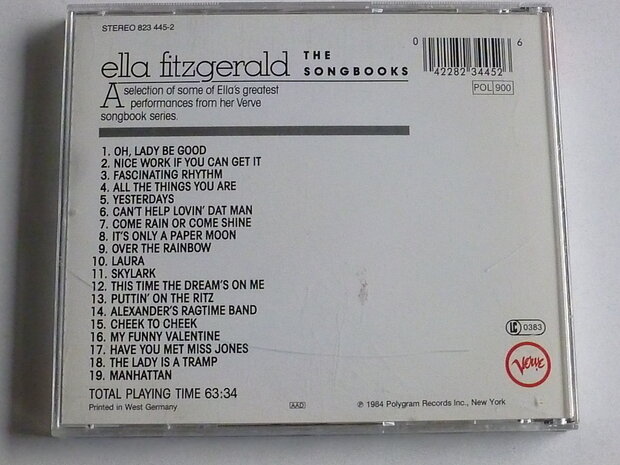 STEREO 823 445-2
ella fitzgerald THE SONGBOOKS
0 42282 34452 6
POL 900
A selection of some of Ella's greatest
performances from her Verve
songbook series.
1. OH, LADY BE GOOD
2. NICE WORK IF YOU CAN GET IT
3. FASCINATING RHYTHM
4. ALL THE THINGS YOU ARE
5. YESTERDAYS
6. CAN'T HELP LOVIN' DAT MAN
7. COME RAIN OR COME SHINE
8. IT'S ONLY A PAPER MOON
9. OVER THE RAINBOW
10. LAURA
11. SKYLARK
12. THIS TIME THE DREAM'S ON ME
13. PUTTIN' ON THE RITZ
14. ALEXANDER'S RAGTIME BAND
15. CHEEK TO CHEEK
16. MY FUNNY VALENTINE
17. HAVE YOU MET MISS JONES
18. THE LADY IS A TRAMP
19. MANHATTAN
LC 0383
Verve
TOTAL PLAYING TIME 63:34
Printed in West Germany
AAD
℗ 1984 Polygram Records Inc., New York